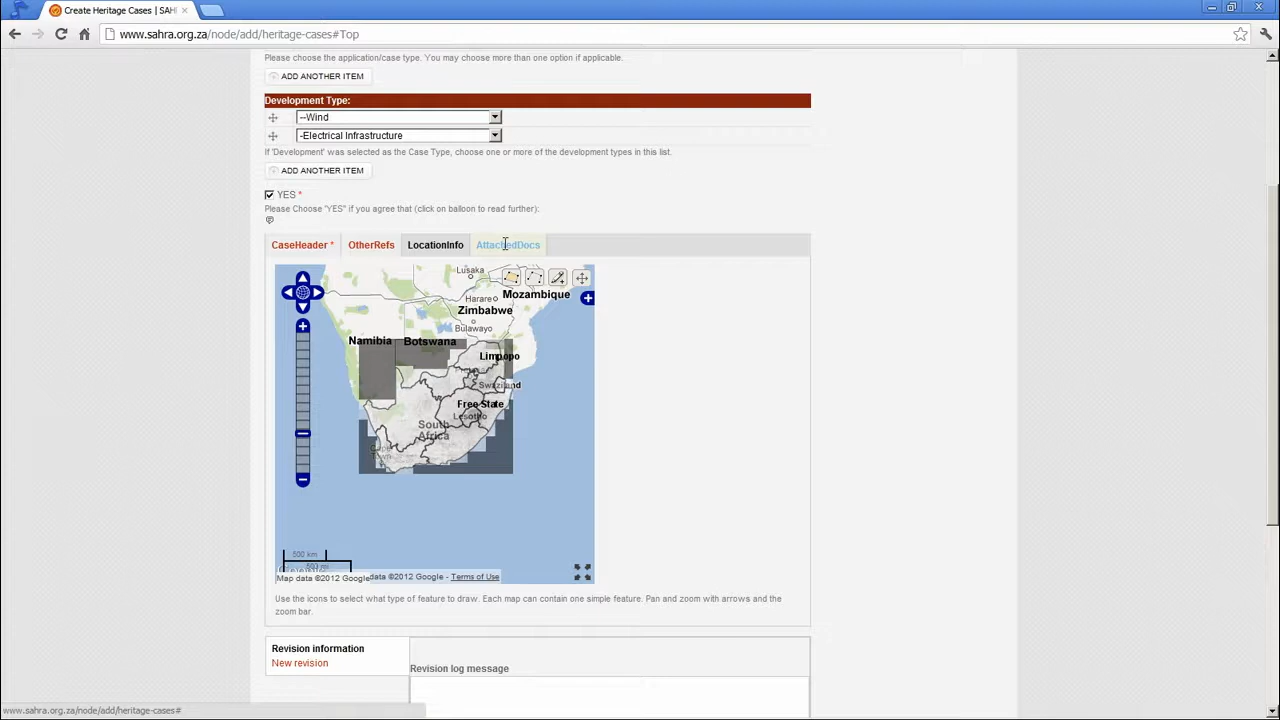 Create Heritage Cases | SAH
www.sahra.org.za/node/add/heritage-cases#Top
Please choose the application/case type. You may choose more than one option if applicable.
ADD ANOTHER ITEM
Development Type:
--Wind
-Electrical Infrastructure
If 'Development' was selected as the Case Type, choose one or more of the development types in this list.
ADD ANOTHER ITEM
YES *
Please Choose "YES" if you agree that (click on balloon to read further):
CaseHeader * OtherRefs LocationInfo AttachedDocs
Lusaka
Harare
Mozambique
Zimbabwe
Bulawayo
Namibia Botswana
Limpopo
Swaziland
Free State
Lesotho
South
Africa
500 km
Map data ©2012 Google data ©2012 Google - Terms of Use
Use the icons to select what type of feature to draw. Each map can contain one simple feature. Pan and zoom with arrows and the
zoom bar.
Revision information
New revision
Revision log message
www.sahra.org.za/node/add/heritage-cases#